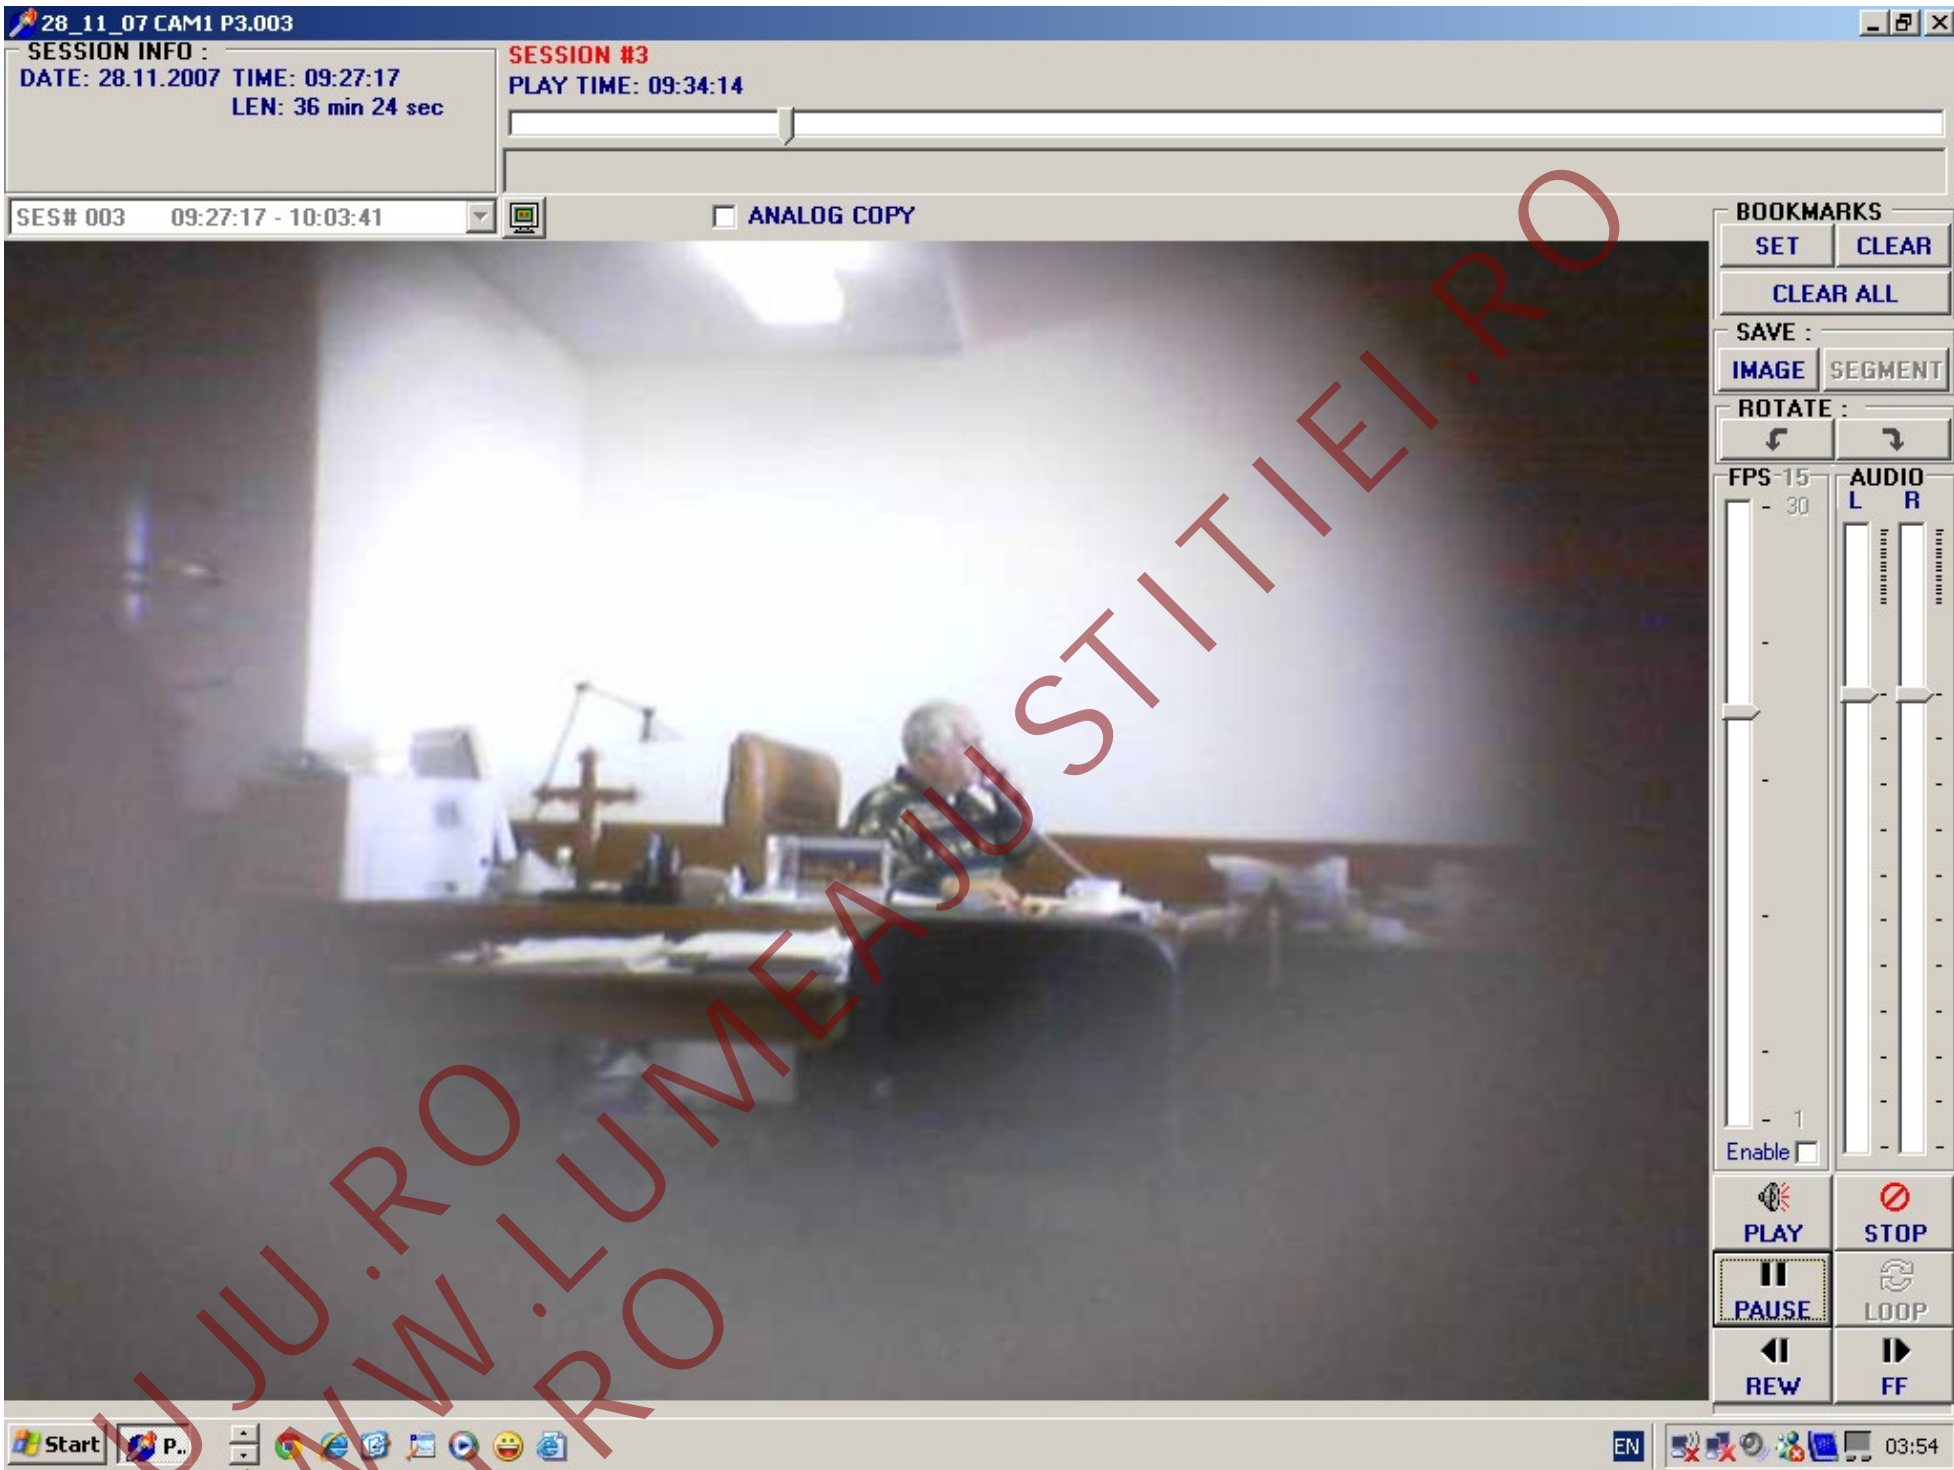 28_11_07 CAM1 P3.003
SESSION INFO :
DATE: 28.11.2007 TIME: 09:27:17
LEN: 36 min 24 sec
SESSION #3
PLAY TIME: 09:34:14
SES# 003 09:27:17 - 10:03:41
ANALOG COPY
BOOKMARKS
SET CLEAR
CLEAR ALL
SAVE :
IMAGE SEGMENT
ROTATE :
FPS 15 AUDIO
30 L R
1
Enable
PLAY STOP
PAUSE LOOP
REW FF
Start P.. EN 03:54
LUMEAJUSTITIEI.RO
JU.RO
W.
RO